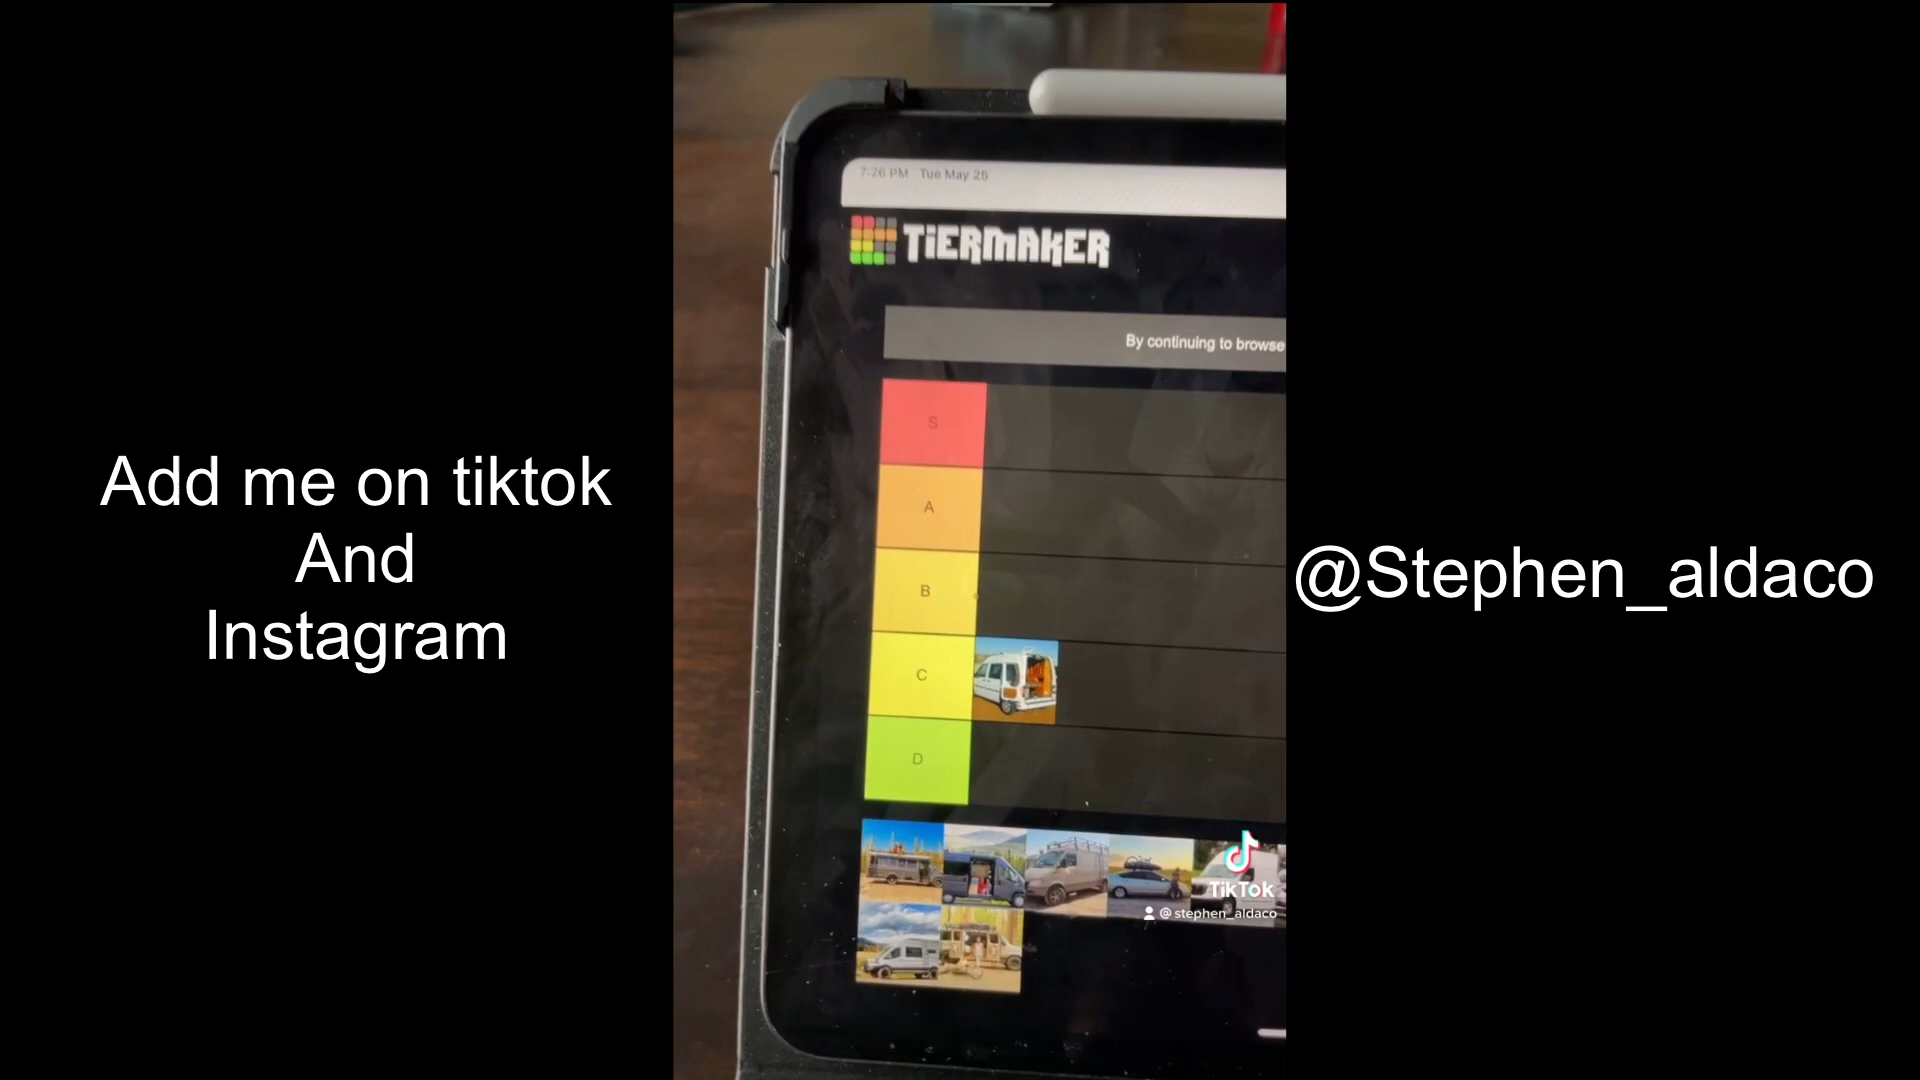 Add me on tiktok
And
Instagram
7:26 PM Tue May 25
TiERMAKER
By continuing to browse
S
A
B
C
D
TikTok
@stephen_aldaco
@Stephen_aldaco